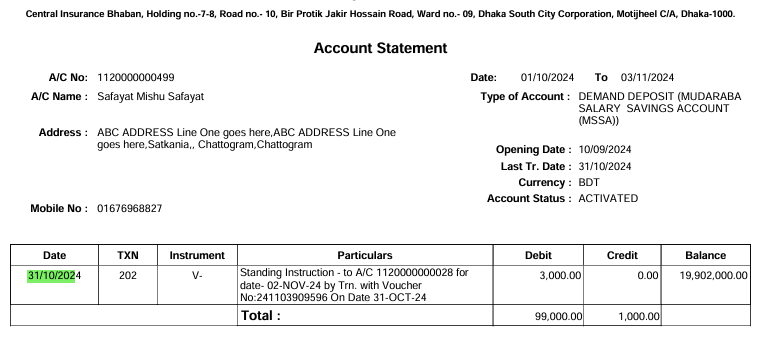 Central Insurance Bhaban, Holding no.-7-8, Road no.- 10, Bir Protik Jakir Hossain Road, Ward no.- 09, Dhaka South City Corporation, Motijheel C/A, Dhaka-1000.
Account Statement
A/C No: 1120000000499
Date: 01/10/2024 To 03/11/2024
A/C Name : Safayat Mishu Safayat
Type of Account : DEMAND DEPOSIT (MUDARABA
SALARY SAVINGS ACCOUNT
(MSSA))
Address : ABC ADDRESS Line One goes here,ABC ADDRESS Line One
goes here,Satkania,, Chattogram,Chattogram
Opening Date : 10/09/2024
Last Tr. Date : 31/10/2024
Currency : BDT
Account Status : ACTIVATED
Mobile No : 01676968827
Date TXN Instrument Particulars Debit Credit Balance
31/10/2024 202 V- Standing Instruction - to A/C 1120000000028 for 3,000.00 0.00 19,902,000.00
date- 02-NOV-24 by Trn. with Voucher
No:241103909596 On Date 31-OCT-24
Total : 99,000.00 1,000.00